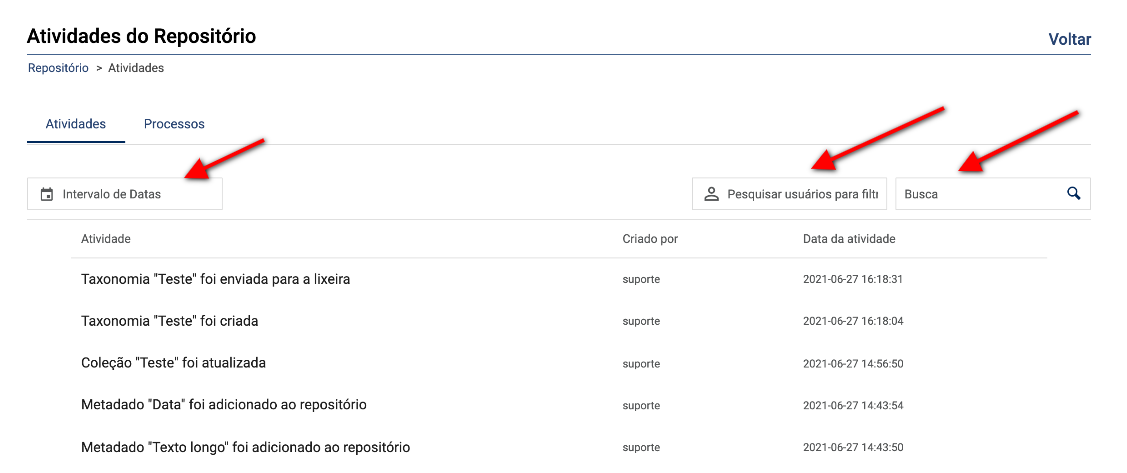 Atividades do Repositório
Voltar
Repositório > Atividades
Atividades Processos
Intervalo de Datas Pesquisar usuários para filtr Busca
Atividade Criado por Data da atividade
Taxonomia "Teste" foi enviada para a lixeira suporte 2021-06-27 16:18:31
Taxonomia "Teste" foi criada suporte 2021-06-27 16:18:04
Coleção "Teste" foi atualizada suporte 2021-06-27 14:56:50
Metadado "Data" foi adicionado ao repositório suporte 2021-06-27 14:43:54
Metadado "Texto longo" foi adicionado ao repositório suporte 2021-06-27 14:43:50